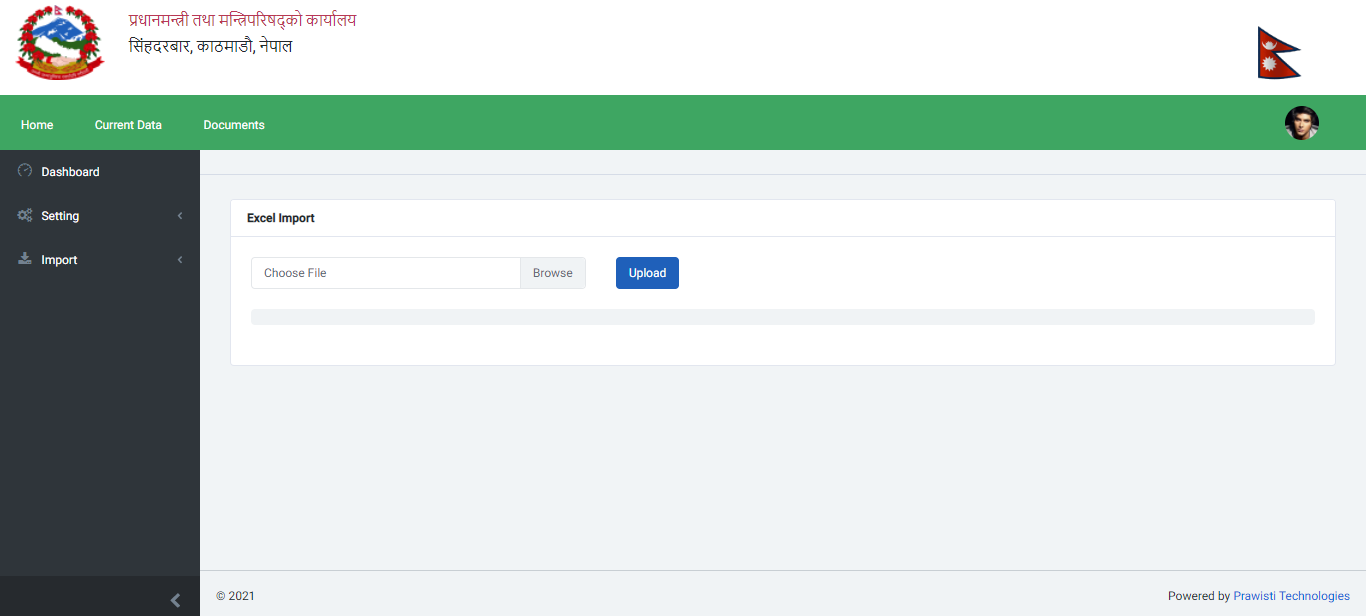 प्रधानमन्त्री तथा मन्त्रिपरिषद्को कार्यालय
सिंहदरबार, काठमाडौ, नेपाल
Home Current Data Documents
Dashboard
Setting
Import
Excel Import
Choose File Browse Upload
© 2021 Powered by Prawisti Technologies